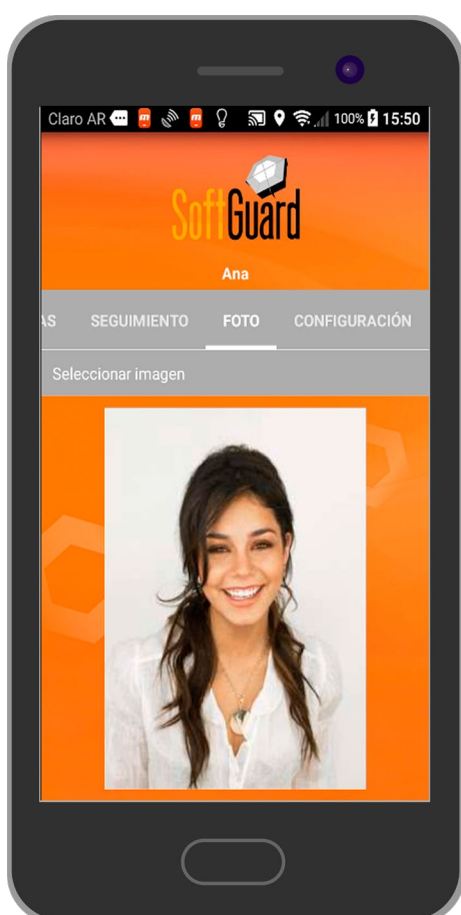 Claro AR 100% 15:50
SoftGuard
Ana
AS SEGUIMIENTO FOTO CONFIGURACIÓN
Seleccionar imagen